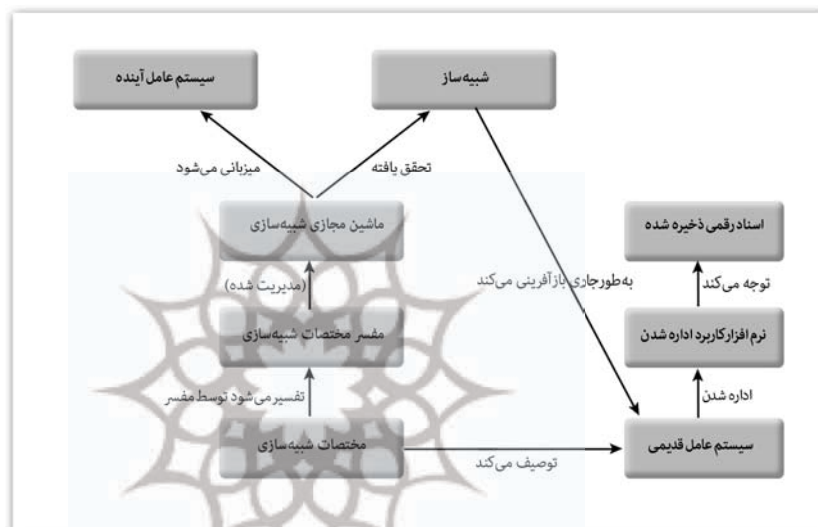 شبیه‌ساز
سیستم عامل آینده
تحقق یافته
میزبانی می‌شود
اسناد رقمی ذخیره شده
ماشین مجازی شبیه‌سازی
توجه می‌کند
به‌طور جاری بازآفرینی می‌کند
(مدیریت شده)
نرم افزار کاربرد اداره شدن
مفسر مختصات شبیه‌سازی
اداره شدن
تفسیر می‌شود توسط مفسر
سیستم عامل قدیمی
مختصات شبیه‌سازی
توصیف می‌کند